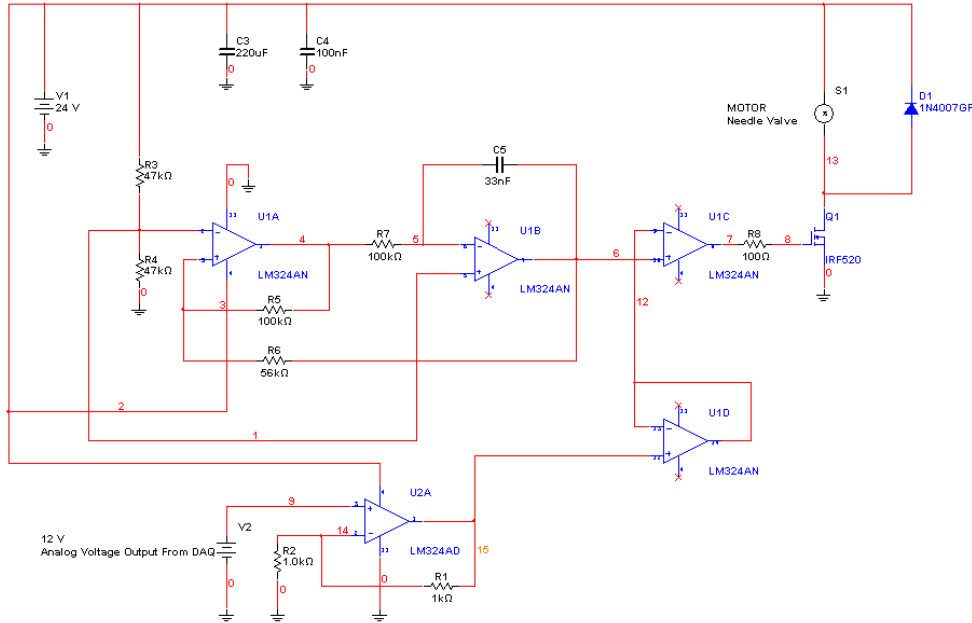 C3
220uF
0
C4
100nF
0
V1
24 V
0
S1
MOTOR
Needle Valve
D1
1N4007GP
13
R3
47kΩ
0
C5
33nF
U1A
4
R7
100kΩ
5
U1B
6
U1C
7
R8
100Ω
8
Q1
IRF520
0
R4
47kΩ
0
LM324AN
3
R5
100kΩ
LM324AN
LM324AN
12
R6
56kΩ
2
1
U1D
LM324AN
U2A
9
V2
14
15
12 V
Analog Voltage Output From DAQ
R2
1.0kΩ
LM324AD
0
R1
1kΩ
0
0